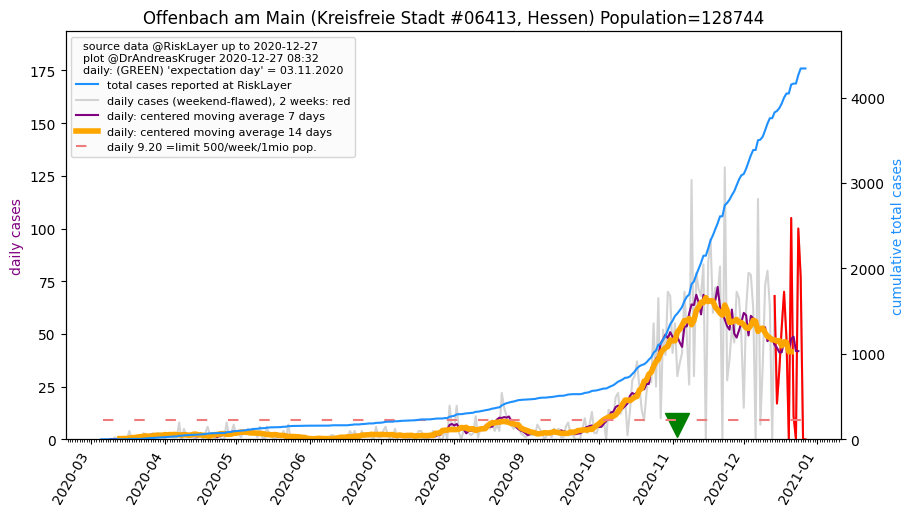 Offenbach am Main (Kreisfreie Stadt #06413, Hessen) Population=128744
source data @RiskLayer up to 2020-12-27
plot @DrAndreasKruger 2020-12-27 08:32
daily: (GREEN) 'expectation day' = 03.11.2020
total cases reported at RiskLayer
daily cases (weekend-flawed), 2 weeks: red
daily: centered moving average 7 days
daily: centered moving average 14 days
daily 9.20 =limit 500/week/1mio pop.
daily cases
175
150
125
100
75
50
25
0
4000
3000
2000
1000
0
cumulative total cases
2020-03
2020-04
2020-05
2020-06
2020-07
2020-08
2020-09
2020-10
2020-11
2020-12
2021-01